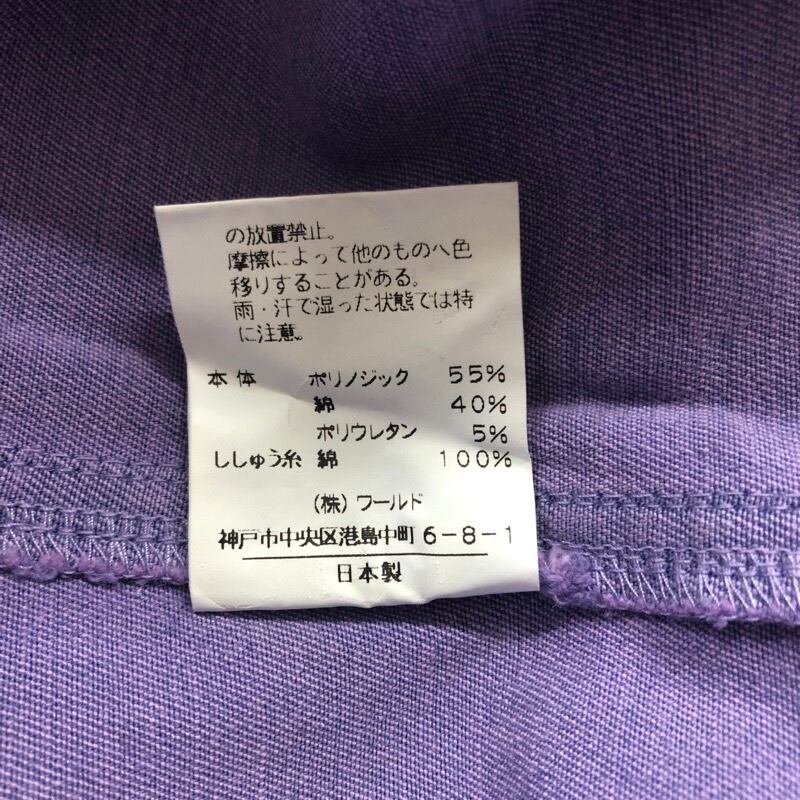 の放置禁止。
摩擦によって他のものへ色
移りすることがある。
雨・汗で湿った状態では特
に注意。
本体 ポリノジック 55%
綿 40%
ポリウレタン 5%
ししゅう糸 綿 100%
(株)ワールド
神戸市中央区港島中町6-8-1
日本製